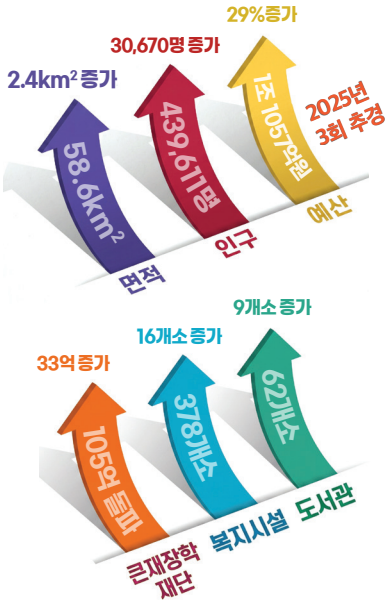 29%증가
30,670명 증가
2.4km² 증가
58.6km²
439,611명
1조 1057억원
2025년
3회 추경
면적
인구
예산
9개소 증가
16개소 증가
33억 증가
105억 돌파
378개소
62개소
큰재장학
재단
복지시설
도서관